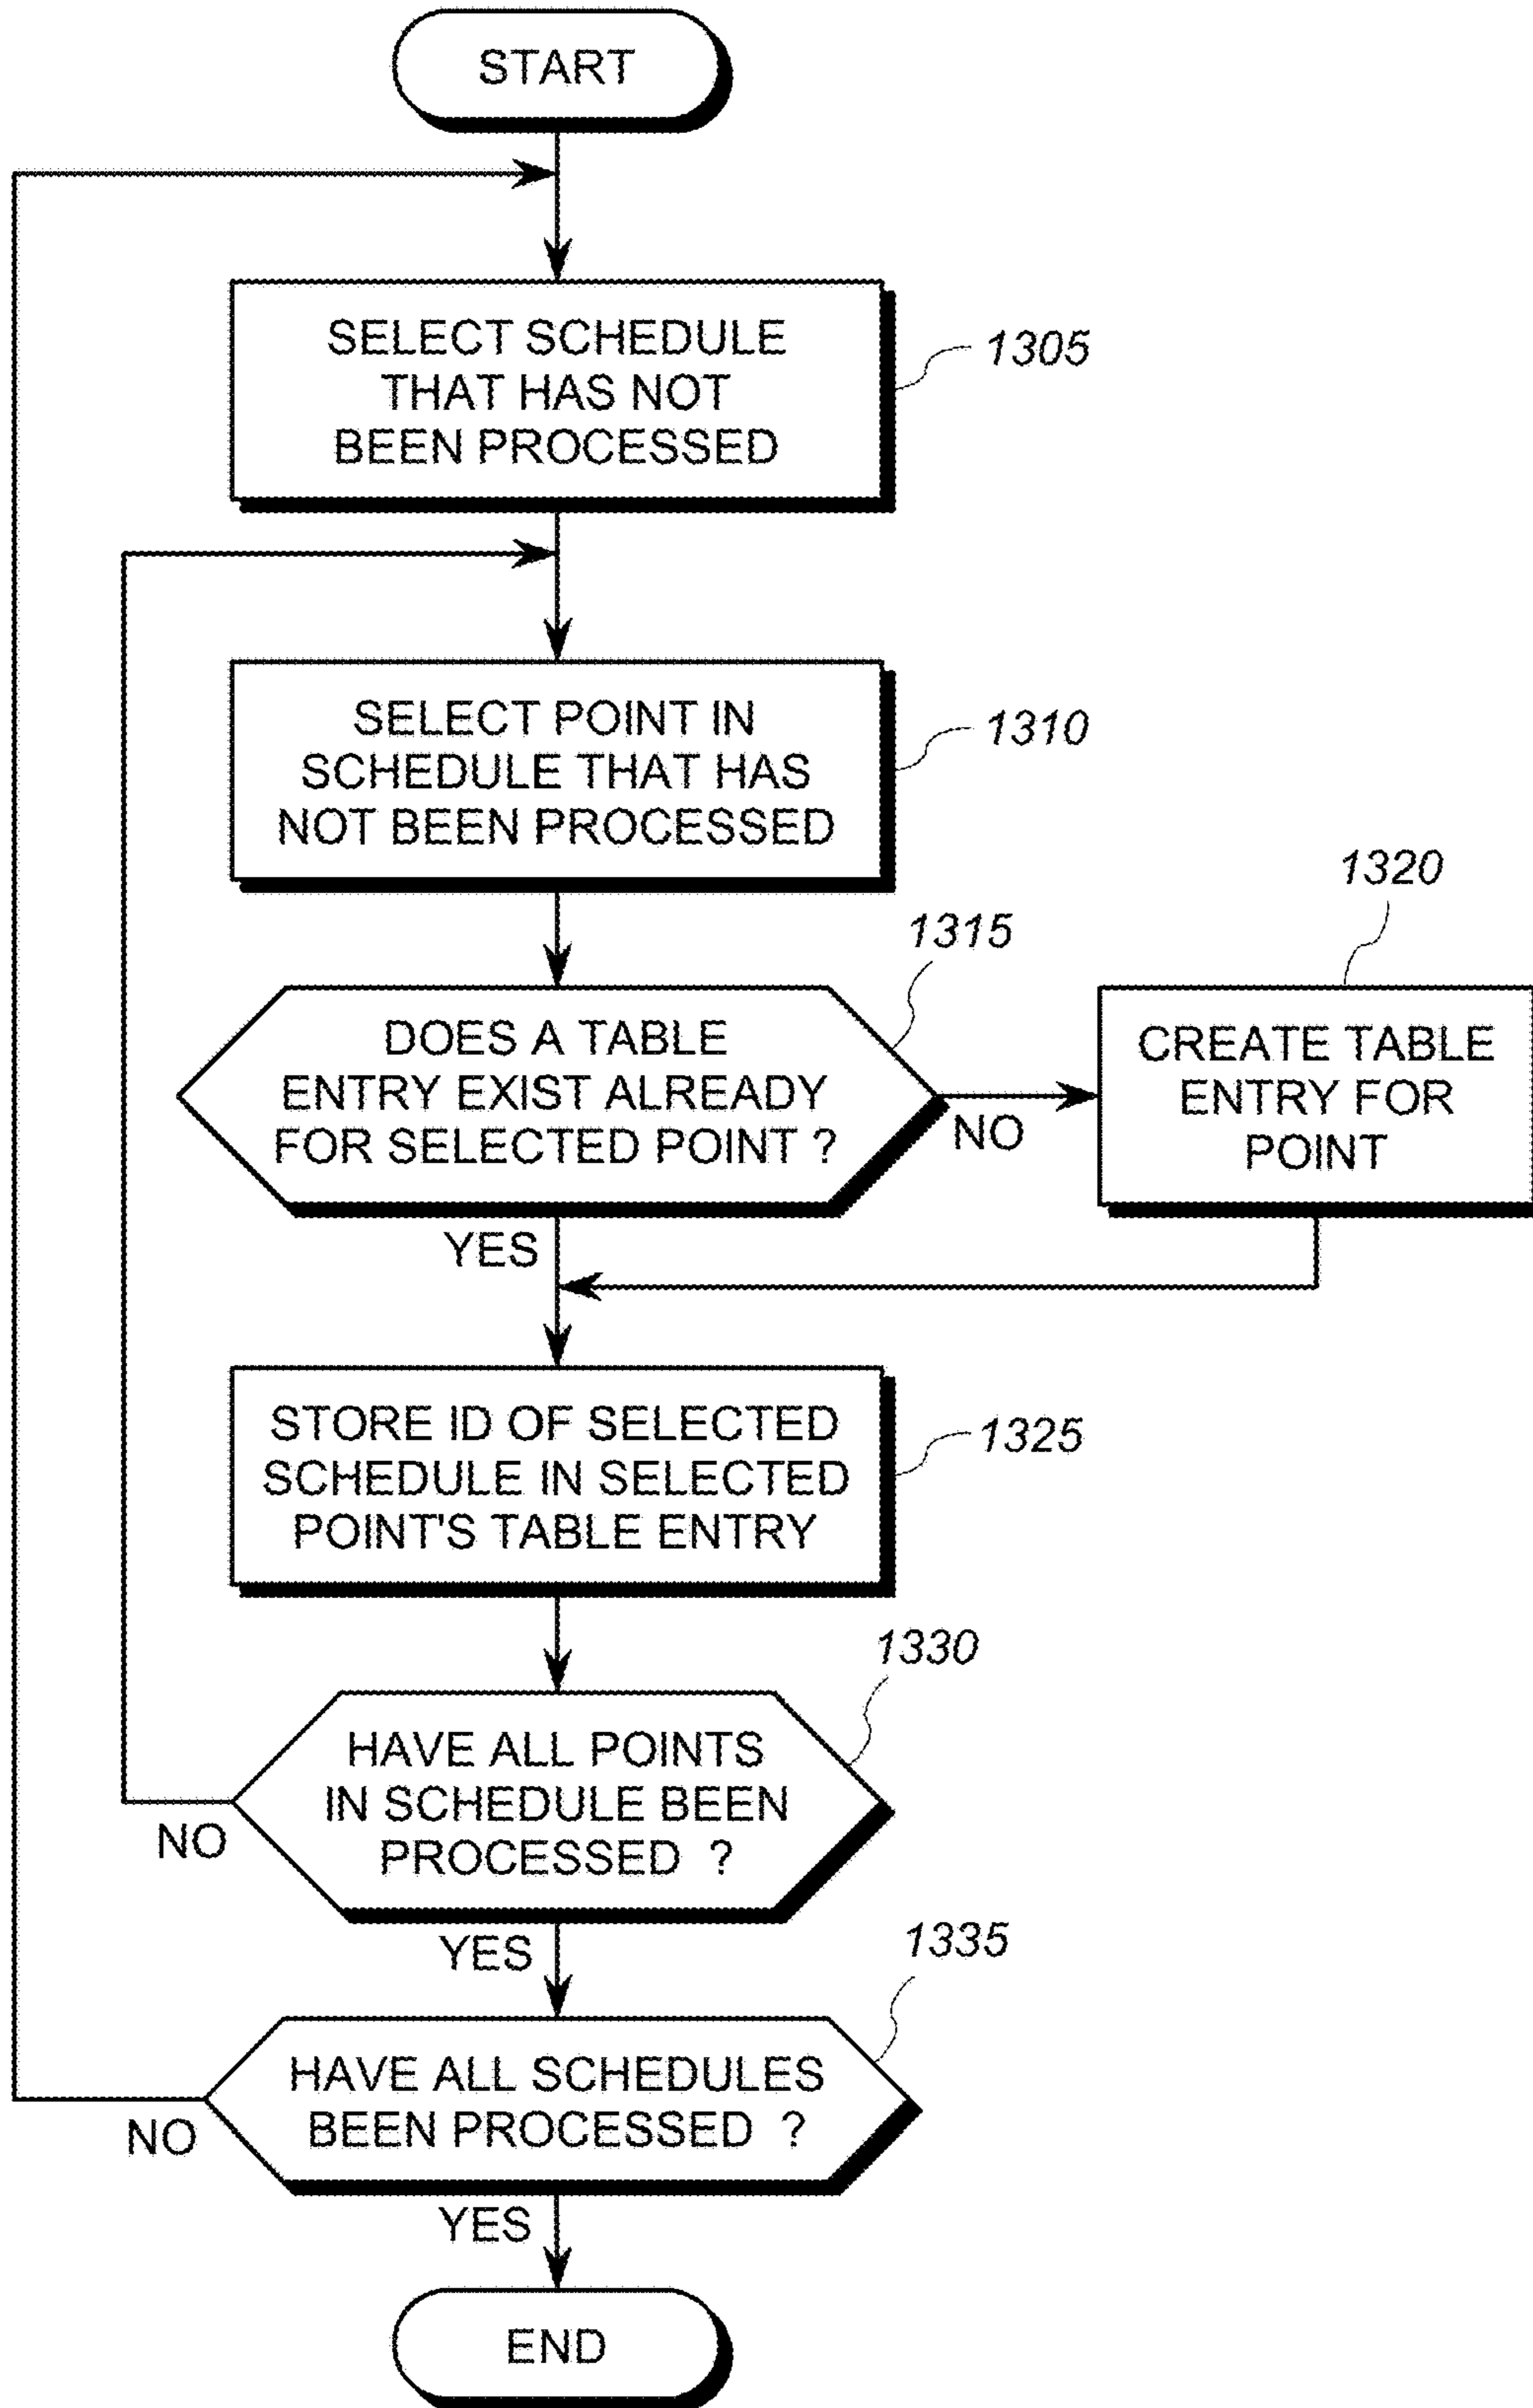 START
SELECT SCHEDULE
THAT HAS NOT
BEEN PROCESSED
1305
SELECT POINT IN
SCHEDULE THAT HAS
NOT BEEN PROCESSED
1310
DOES A TABLE
ENTRY EXIST ALREADY
FOR SELECTED POINT ?
1315
NO
CREATE TABLE
ENTRY FOR
POINT
1320
YES
STORE ID OF SELECTED
SCHEDULE IN SELECTED
POINT'S TABLE ENTRY
1325
HAVE ALL POINTS
IN SCHEDULE BEEN
PROCESSED ?
1330
NO
YES
HAVE ALL SCHEDULES
BEEN PROCESSED ?
1335
NO
YES
END